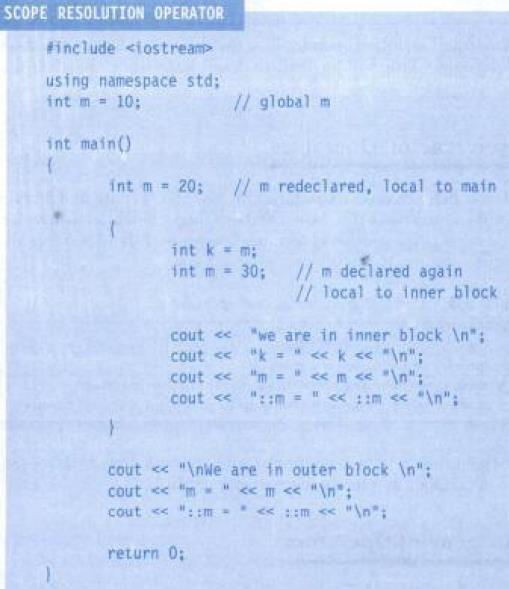 SCOPE RESOLUTION OPERATOR
#include <iostream>
using namespace std;
int m = 10; // global m
int main()
{
int m = 20; // m redeclared, local to main
{
int k = m;
int m = 30; // m declared again
// local to inner block
cout << "we are in inner block \n";
cout << "k = " << k << "\n";
cout << "m = " << m << "\n";
cout << "::m = " << ::m << "\n";
}
cout << "\nWe are in outer block \n";
cout << "m = " << m << "\n";
cout << "::m = " << ::m << "\n";
return 0;
}